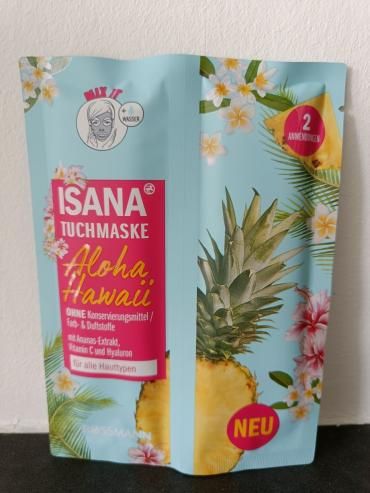 MIX IT
+ WASSER
2
ANWENDUNGEN
ISANA
TUCHMASKE
Aloha
Hawaii
OHNE Konservierungsmittel/
Farb- & Duftstoffe
mit Ananas-Extrakt,
Vitamin C und Hyaluron
für alle Hauttypen
ROSSMANN
NEU